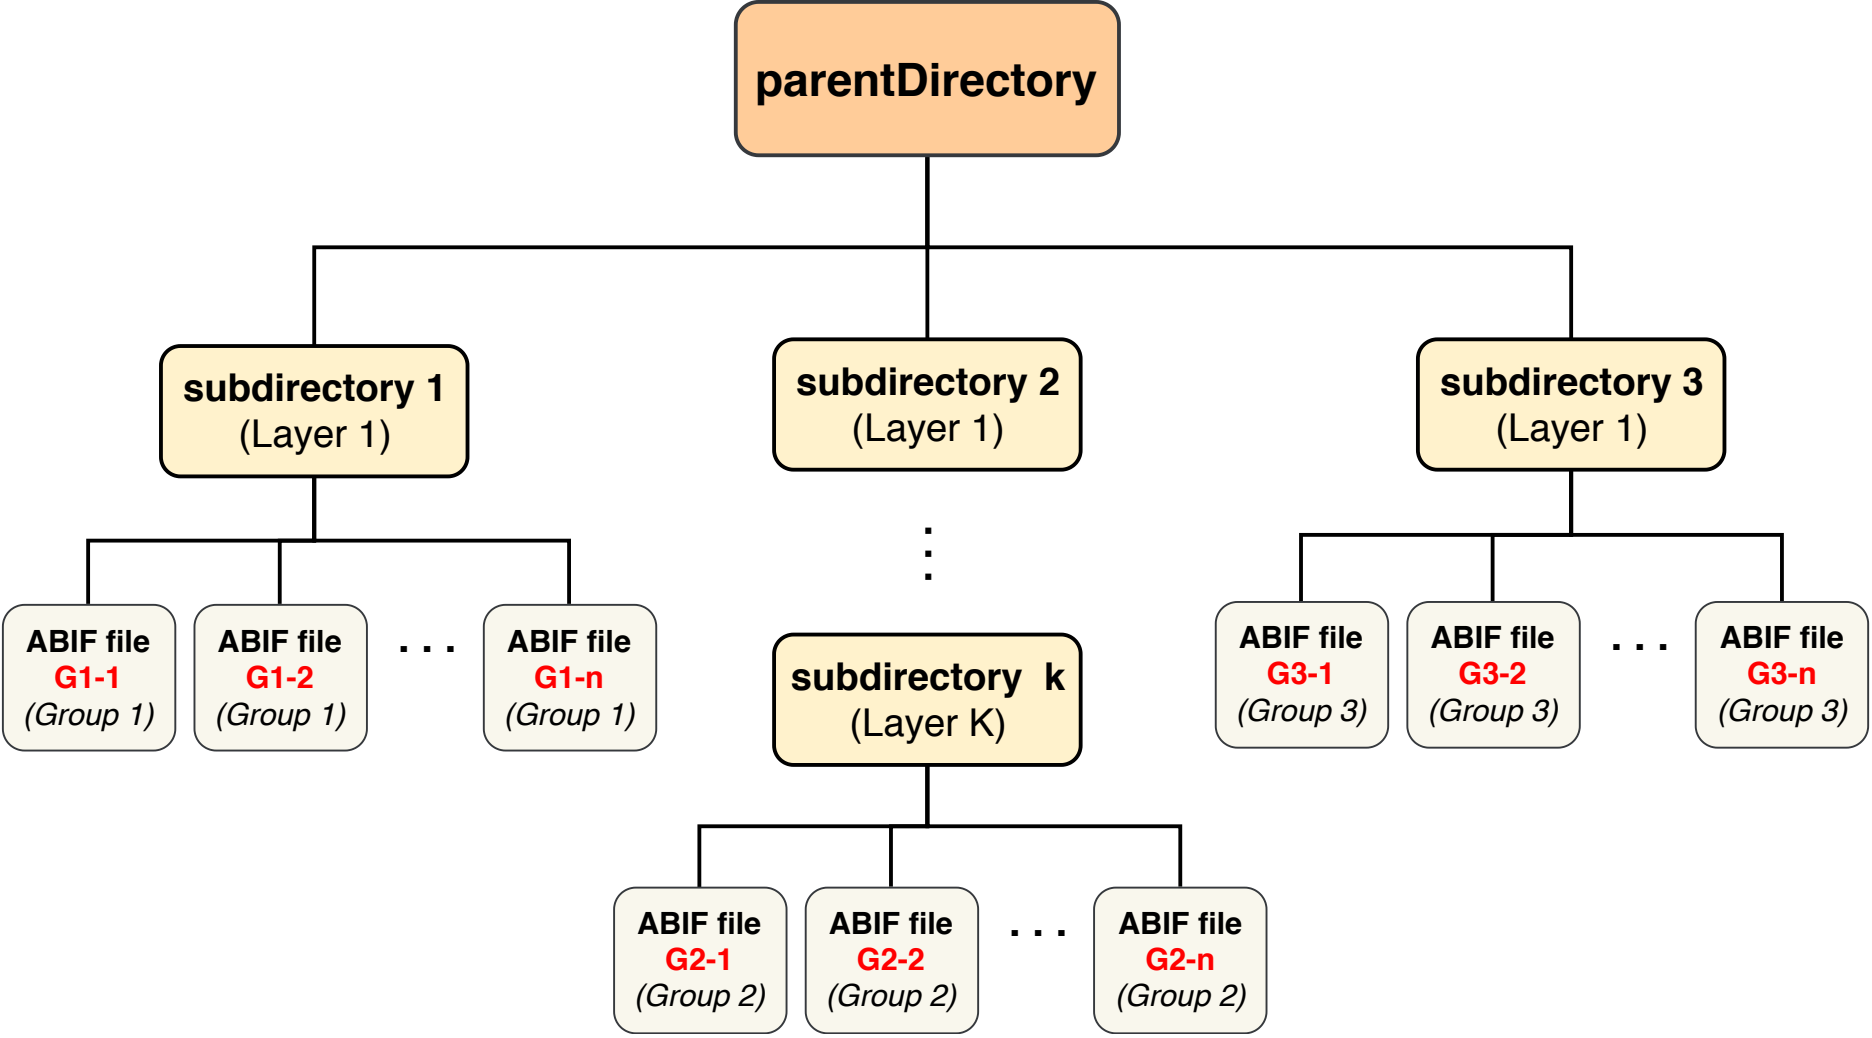 parentDirectory
subdirectory 1
(Layer 1)
subdirectory 2
(Layer 1)
subdirectory 3
(Layer 1)
ABIF file
G1-1
(Group 1)
ABIF file
G1-2
(Group 1)
. . .
ABIF file
G1-n
(Group 1)
subdirectory  k
(Layer K)
ABIF file
G3-1
(Group 3)
ABIF file
G3-2
(Group 3)
. . .
ABIF file
G3-n
(Group 3)
ABIF file
G2-1
(Group 2)
ABIF file
G2-2
(Group 2)
. . .
ABIF file
G2-n
(Group 2)